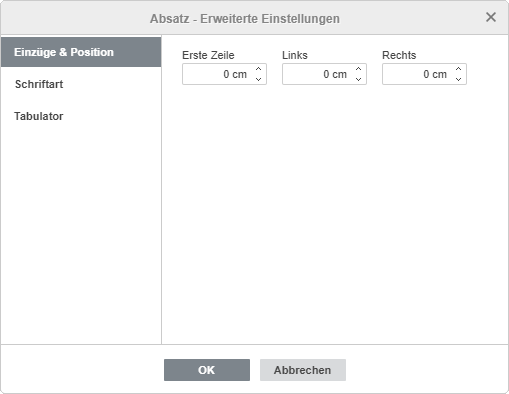 Absatz - Erweiterte Einstellungen
Einzüge & Position
Schriftart
Tabulator
Erste Zeile Links Rechts
0 cm 0 cm 0 cm
OK Abbrechen